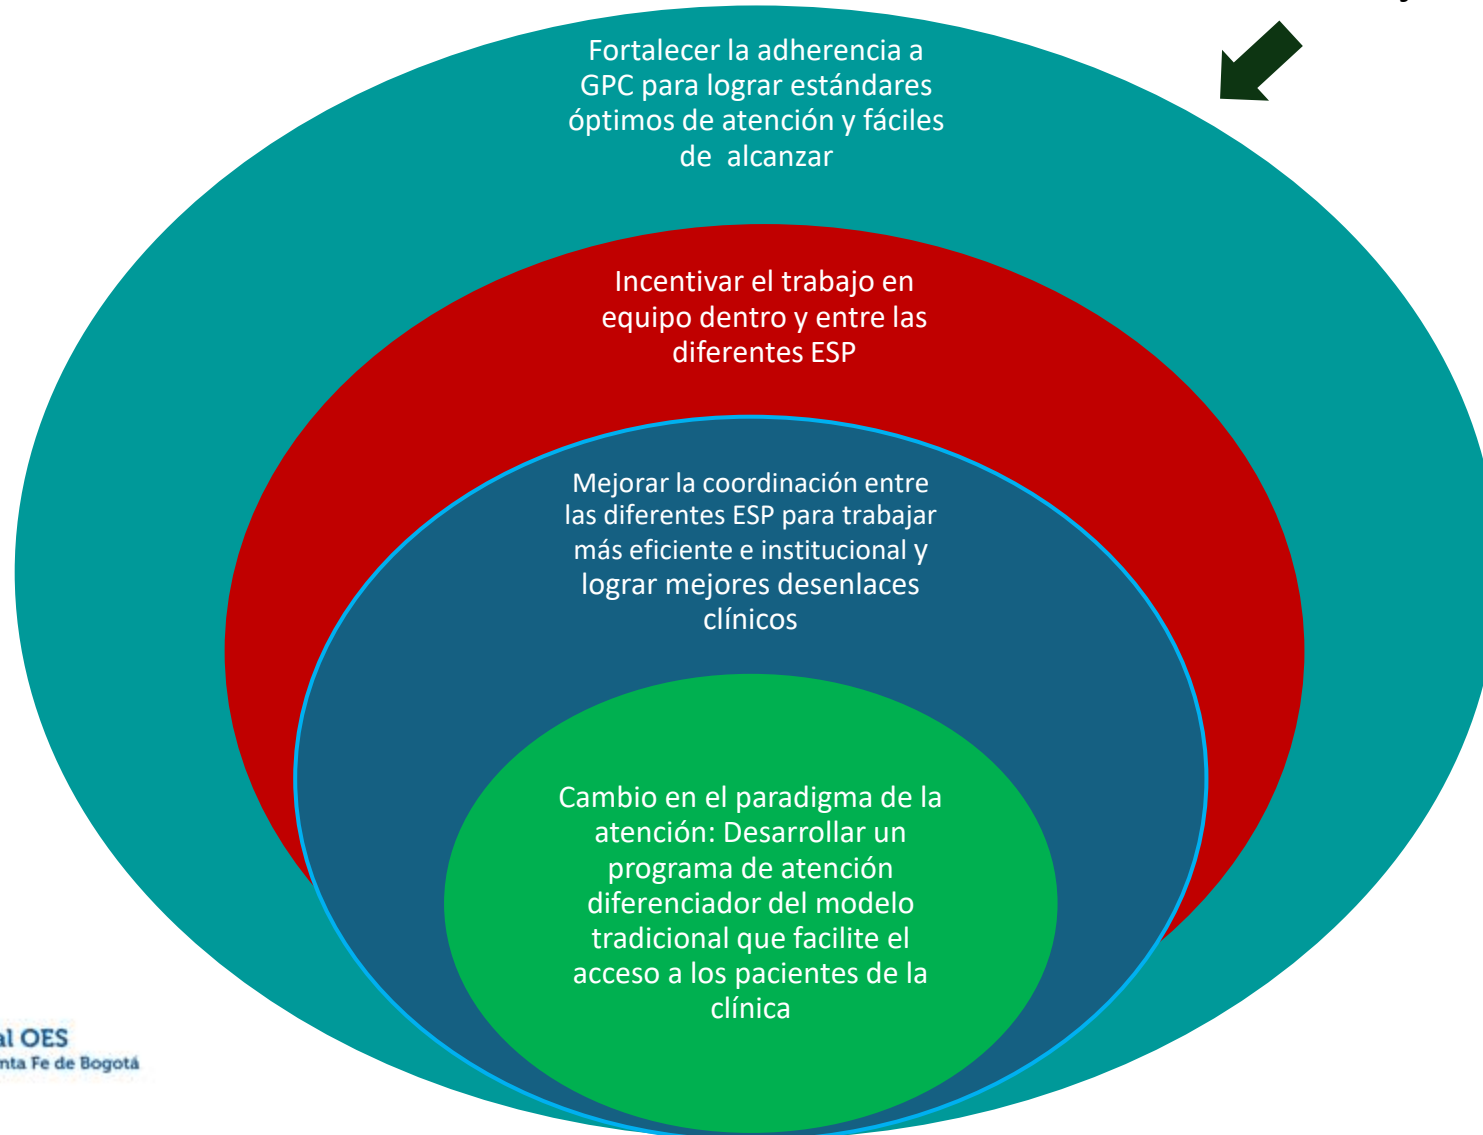 Fortalecer la adherencia a
GPC para lograr estándares
óptimos de atención y fáciles
de alcanzar
Incentivar el trabajo en
equipo dentro y entre las
diferentes ESP
Mejorar la coordinación entre
las diferentes ESP para trabajar
más eficiente e institucional y
lograr mejores desenlaces
clínicos
Cambio en el paradigma de la
atención: Desarrollar un
programa de atención
diferenciador del modelo
tradicional que facilite el
acceso a los pacientes de la
clínica
al OES
nta Fe de Bogotá